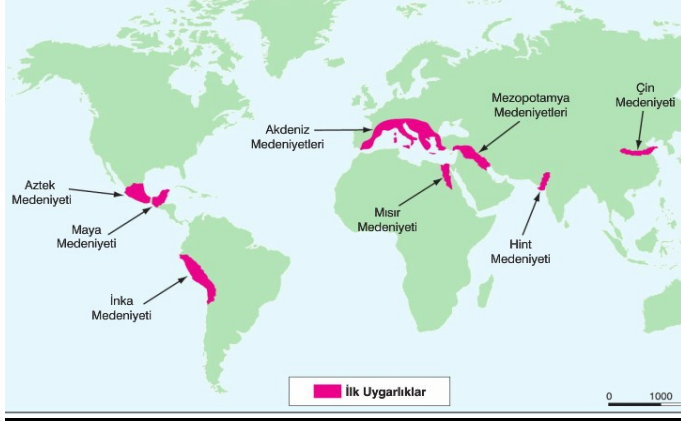 Çin
Medeniyeti
Mezopotamya
Medeniyetleri
Akdeniz
Medeniyetleri
Aztek
Medeniyeti
Maya
Medeniyeti
Mısır
Medeniyeti
Hint
Medeniyeti
İnka
Medeniyeti
İlk Uygarlıklar
0 1000